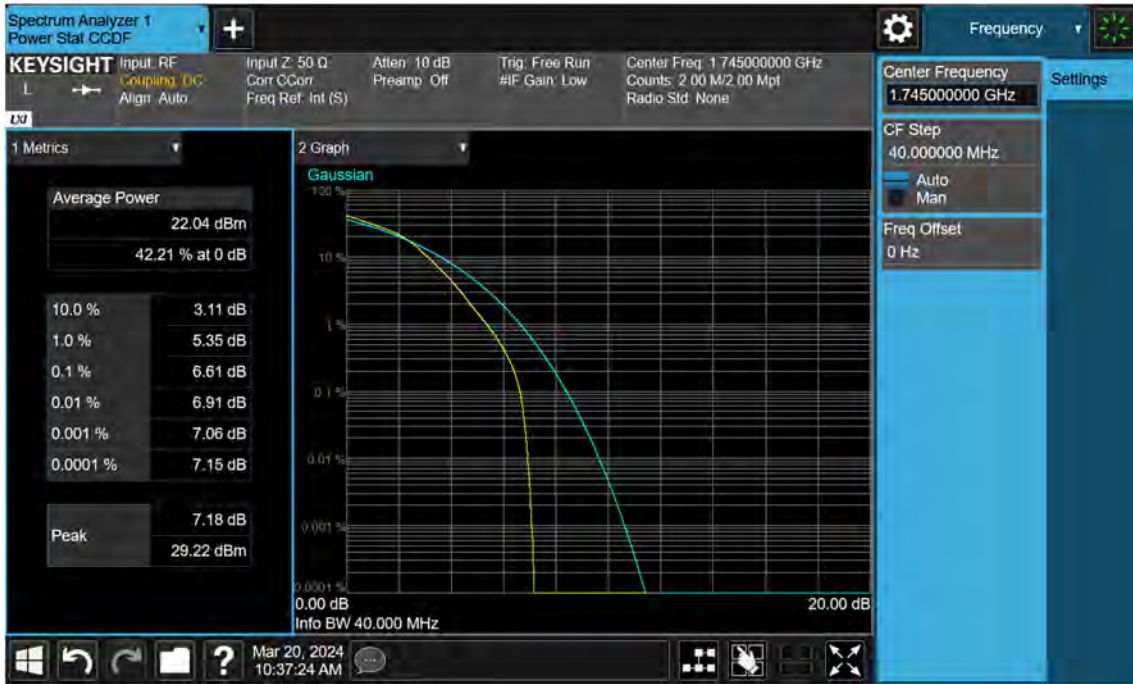 Spectrum Analyzer 1
Power Stat CCDF
+
Frequency
KEYSIGHT
L
LXI
Input: RF
Coupling: DC
Align: Auto
Input Z: 50 Ω
Corr CCorr
Freq Ref: Int (S)
Atten: 10 dB
Preamp: Off
Trig: Free Run
#IF Gain: Low
Center Freq: 1.745000000 GHz
Counts: 2.00 M/2.00 Mpt
Radio Std: None
Center Frequency
1.745000000 GHz
Settings
CF Step
40.000000 MHz
Auto
Man
Freq Offset
0 Hz
1 Metrics
Average Power
22.04 dBm
42.21 % at 0 dB
10.0 % 3.11 dB
1.0 % 5.35 dB
0.1 % 6.61 dB
0.01 % 6.91 dB
0.001 % 7.06 dB
0.0001 % 7.15 dB
Peak
7.18 dB
29.22 dBm
2 Graph
Gaussian
100 %
10 %
1 %
0.1 %
0.01 %
0.001 %
0.0001 %
0.00 dB 20.00 dB
Info BW 40.000 MHz
?
Mar 20, 2024
10:37:24 AM